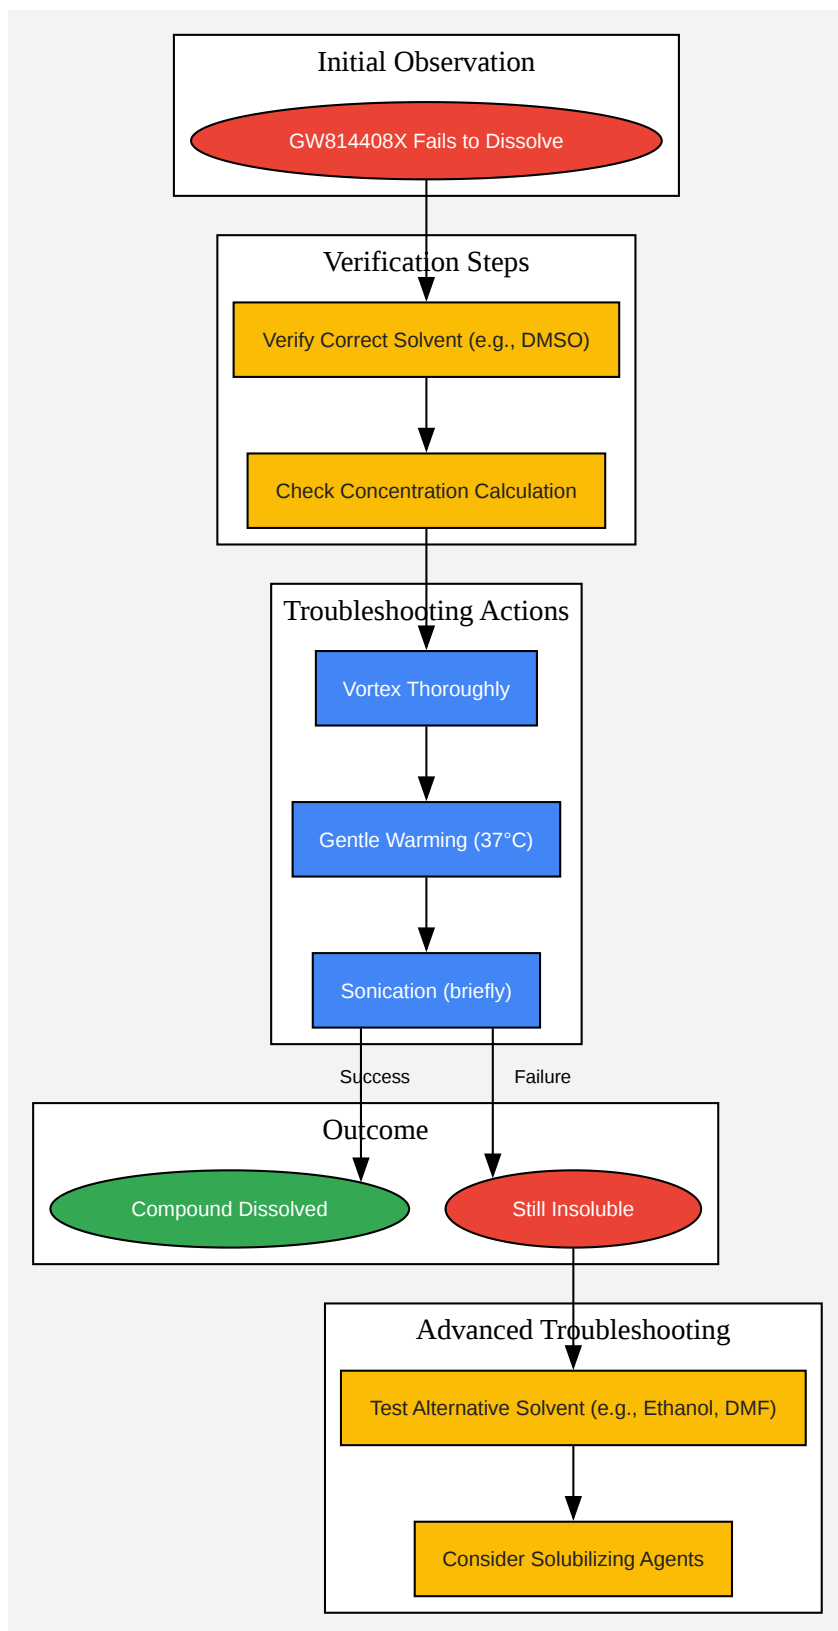 Initial Observation
GW814408X Fails to Dissolve
Verification Steps
Verify Correct Solvent (e.g., DMSO)
Check Concentration Calculation
Troubleshooting Actions
Vortex Thoroughly
Gentle Warming (37°C)
Sonication (briefly)
Success
Failure
Outcome
Compound Dissolved
Still Insoluble
Advanced Troubleshooting
Test Alternative Solvent (e.g., Ethanol, DMF)
Consider Solubilizing Agents